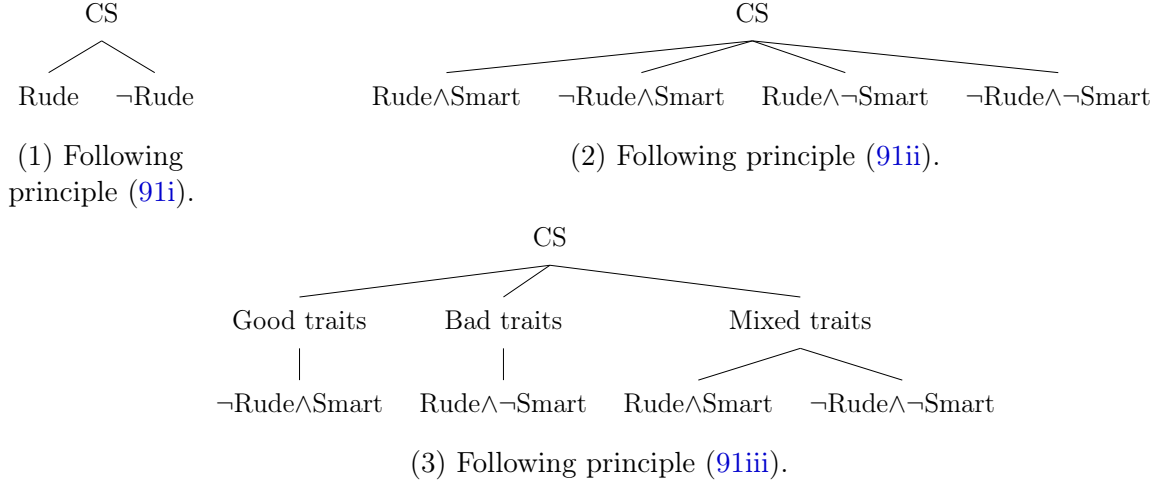 CS
Rude ¬Rude
(1) Following
principle (91i).
CS
Rude∧Smart ¬Rude∧Smart Rude∧¬Smart ¬Rude∧¬Smart
(2) Following principle (91ii).
CS
Good traits Bad traits Mixed traits
¬Rude∧Smart Rude∧¬Smart Rude∧Smart ¬Rude∧¬Smart
(3) Following principle (91iii).